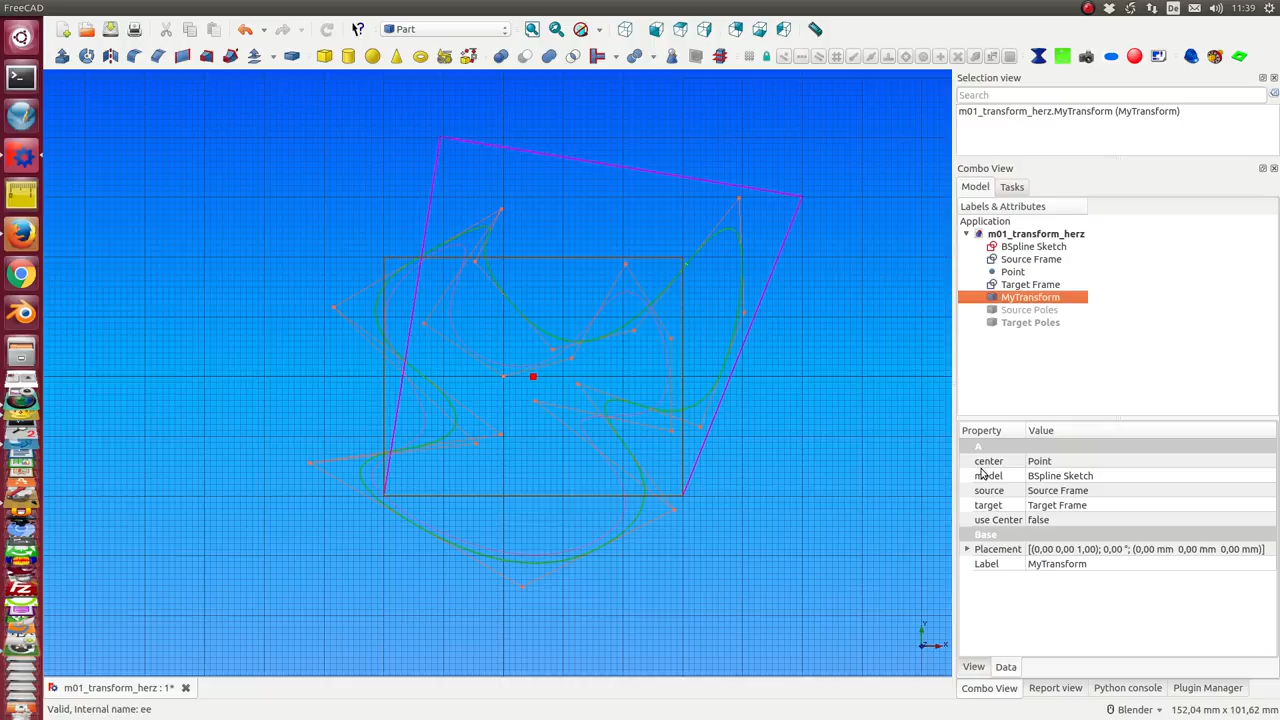 FreeCAD
De
11:39
Part
Selection view
Search
m01_transform_herz.MyTransform (MyTransform)
Combo View
Model
Tasks
Labels & Attributes
Application
m01_transform_herz
BSpline Sketch
Source Frame
Point
Target Frame
MyTransform
Source Poles
Target Poles
Property Value
A
center Point
model BSpline Sketch
source Source Frame
target Target Frame
use Center false
Base
Placement [(0,00 0,00 1,00); 0,00 °; (0,00 mm 0,00 mm 0,00 mm)]
Label MyTransform
Y
X
View Data
m01_transform_herz : 1*
Combo View Report view Python console Plugin Manager
Valid, Internal name: ee
Blender
152,04 mm x 101,62 mm